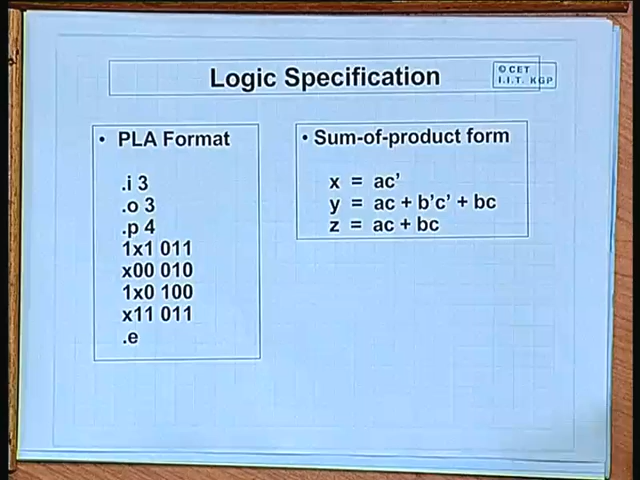 Logic Specification
© CET
I.I.T. KGP
• PLA Format
.i 3
.o 3
.p 4
1x1 011
x00 010
1x0 100
x11 011
.e
• Sum-of-product form
x = ac'
y = ac + b'c' + bc
z = ac + bc